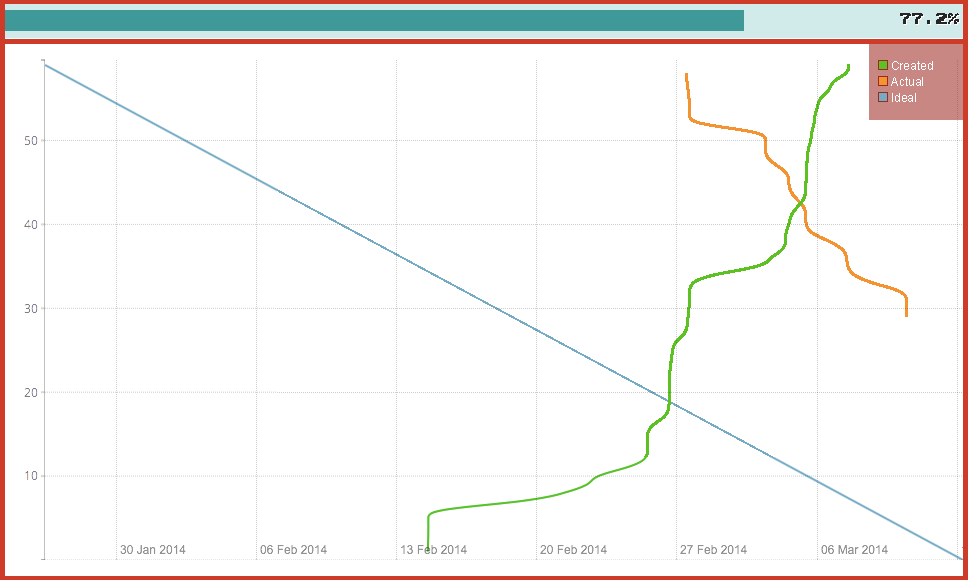 77.2%
Created
Actual
Ideal
50
40
30
20
10
30 Jan 2014
06 Feb 2014
13 Feb 2014
20 Feb 2014
27 Feb 2014
06 Mar 2014